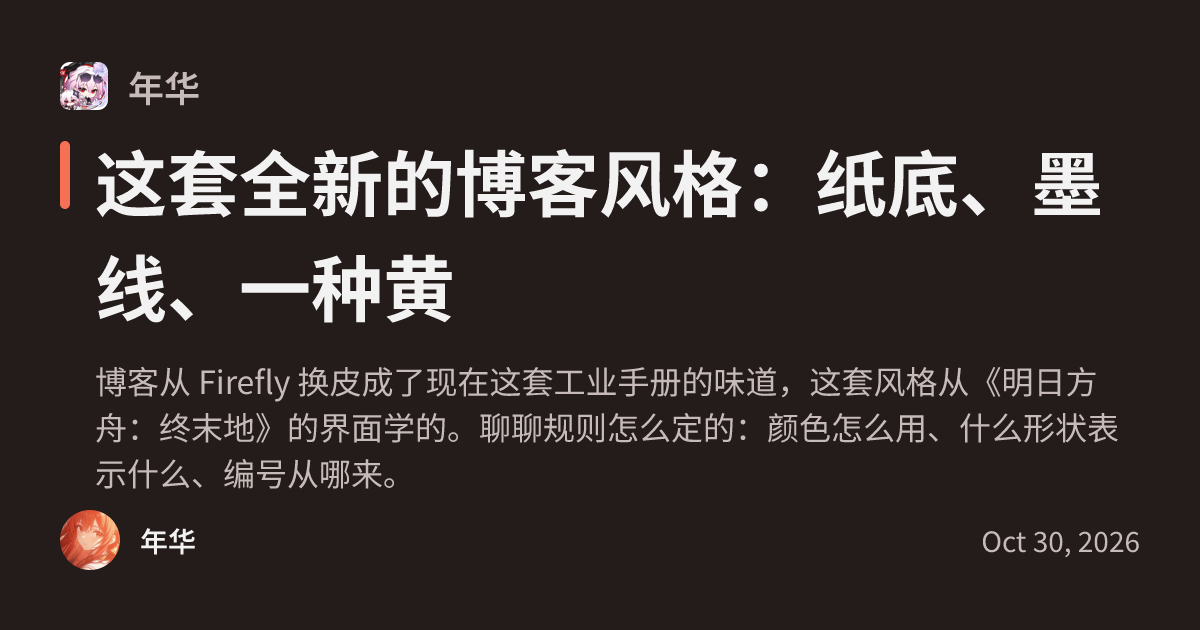 年华
这套全新的博客风格：纸底、墨
线、一种黄
博客从 Firefly 换皮成了现在这套工业手册的味道，这套风格从《明日方
舟：终末地》的界面学的。聊聊规则怎么定的：颜色怎么用、什么形状表
示什么、编号从哪来。
年华
Oct 30, 2026